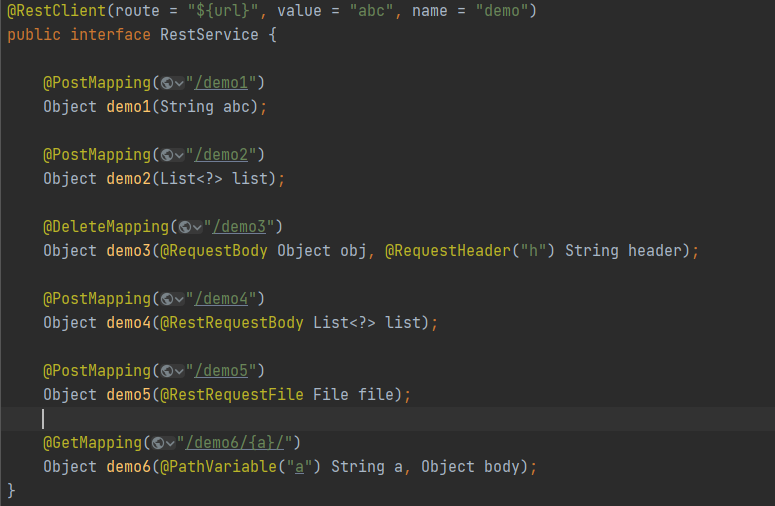 @RestClient(route = "${url}", value = "abc", name = "demo")
public interface RestService {
@PostMapping("/demo1")
Object demo1(String abc);
@PostMapping("/demo2")
Object demo2(List<?> list);
@DeleteMapping("/demo3")
Object demo3(@RequestBody Object obj, @RequestHeader("h") String header);
@PostMapping("/demo4")
Object demo4(@RestRequestBody List<?> list);
@PostMapping("/demo5")
Object demo5(@RestRequestFile File file);
@GetMapping("/demo6/{a}/")
Object demo6(@PathVariable("a") String a, Object body);
}